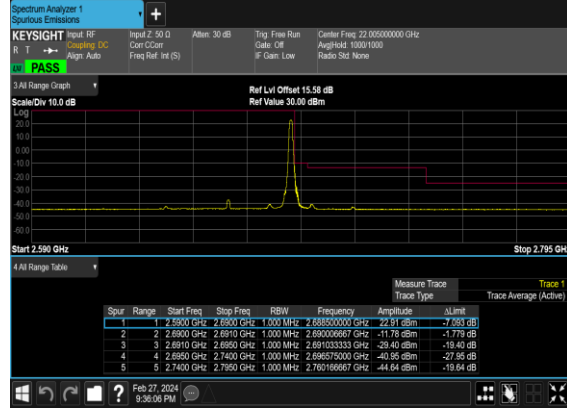 Spectrum Analyzer 1
Spurious Emissions
KEYSIGHT Input: RF Input Z: 50 Ω Atten: 30 dB Trig: Free Run Center Freq: 22.005000000 GHz
R T Coupling: DC Corr CCorr Gate: Off Avg|Hold: 1000/1000
Align: Auto Freq Ref: Int (S) IF Gain: Low Radio Std: None
LW PASS
3 All Range Graph
Ref Lvl Offset 15.58 dB
Scale/Div 10.0 dB Ref Value 30.00 dBm
Log
20.0
10.0
0.00
-10.0
-20.0
-30.0
-40.0
-50.0
-60.0
Start 2.590 GHz Stop 2.795 GH
4 All Range Table
Measure Trace Trace 1
Trace Type Trace Average (Active)
Spur Range Start Freq Stop Freq RBW Frequency Amplitude ΔLimit
1 1 2.5900 GHz 2.6900 GHz 1.000 MHz 2.688500000 GHz 22.91 dBm -7.093 dB
2 2 2.6900 GHz 2.6910 GHz 1.000 MHz 2.690006667 GHz -11.78 dBm -1.779 dB
3 3 2.6910 GHz 2.6950 GHz 1.000 MHz 2.691033333 GHz -29.40 dBm -19.40 dB
4 4 2.6950 GHz 2.7400 GHz 1.000 MHz 2.696575000 GHz -40.95 dBm -27.95 dB
5 5 2.7400 GHz 2.7950 GHz 1.000 MHz 2.760166667 GHz -44.64 dBm -19.64 dB
Feb 27, 2024
9:36:06 PM